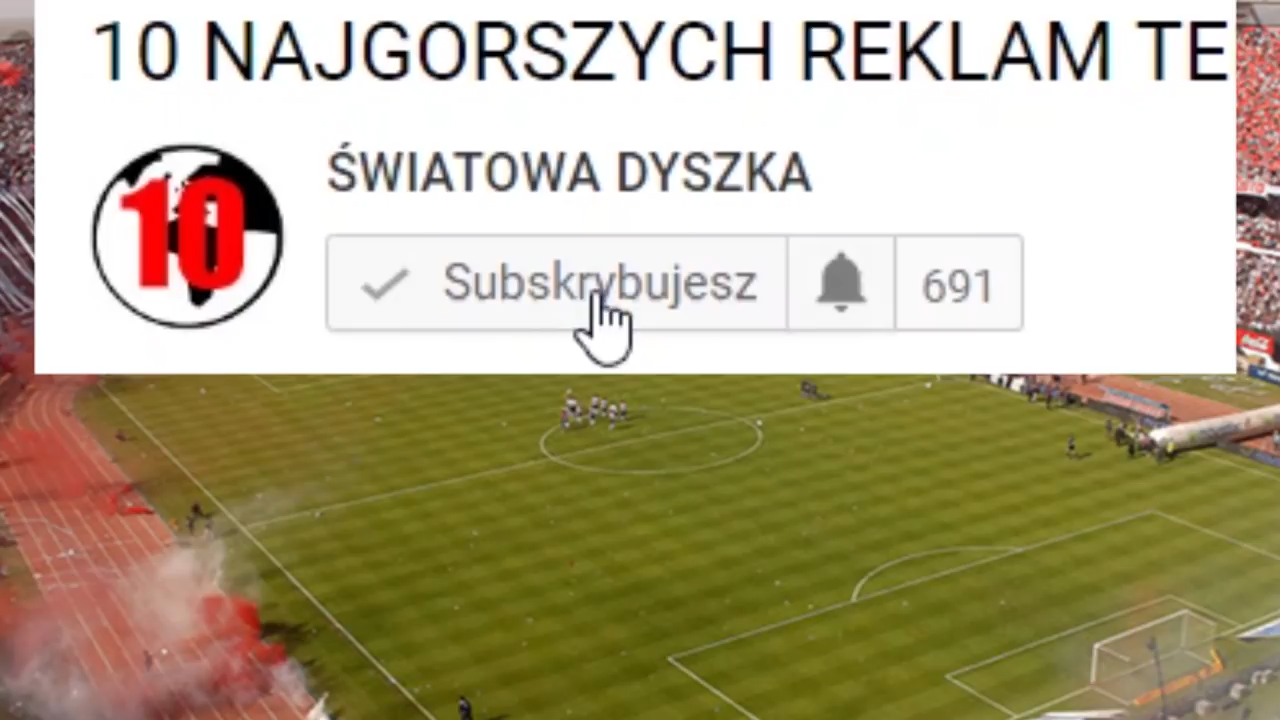 10 NAJGORSZYCH REKLAM TE
10
ŚWIATOWA DYSZKA
Subskrybujesz
691